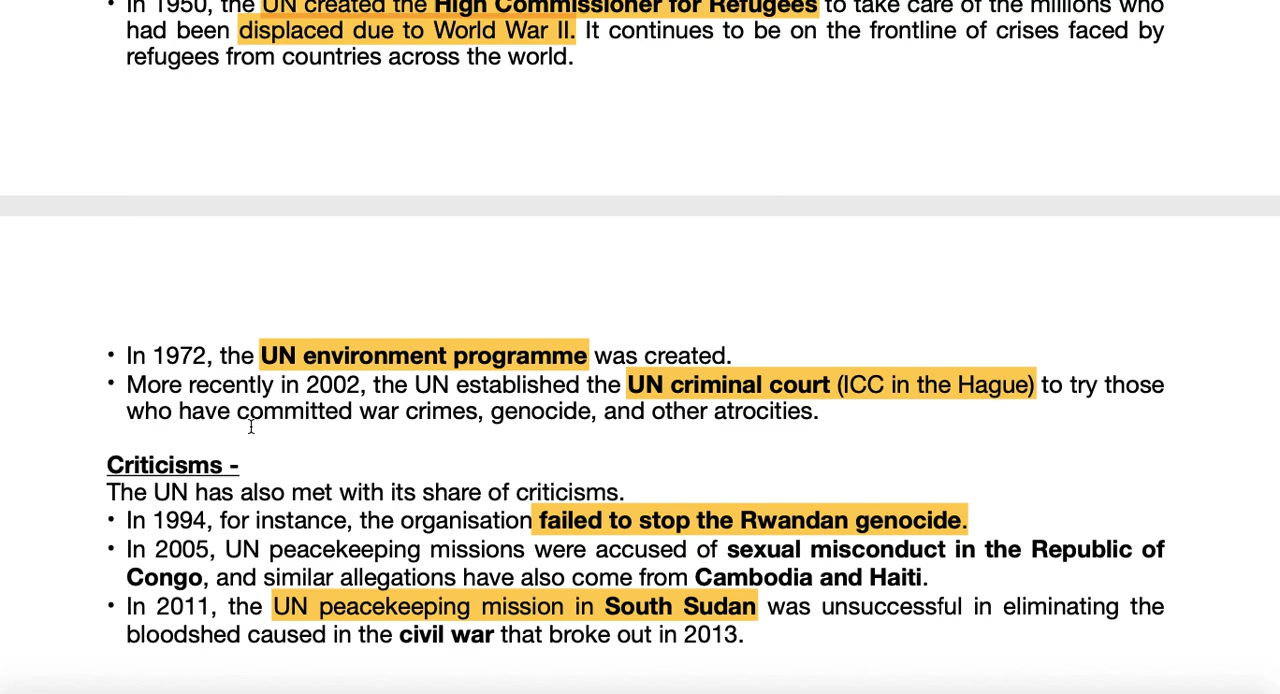 • In 1950, the UN created the High Commissioner for Refugees to take care of the millions who
had been displaced due to World War II. It continues to be on the frontline of crises faced by
refugees from countries across the world.
• In 1972, the UN environment programme was created.
• More recently in 2002, the UN established the UN criminal court (ICC in the Hague) to try those
who have committed war crimes, genocide, and other atrocities.
Criticisms -
The UN has also met with its share of criticisms.
• In 1994, for instance, the organisation failed to stop the Rwandan genocide.
• In 2005, UN peacekeeping missions were accused of sexual misconduct in the Republic of
Congo, and similar allegations have also come from Cambodia and Haiti.
• In 2011, the UN peacekeeping mission in South Sudan was unsuccessful in eliminating the
bloodshed caused in the civil war that broke out in 2013.